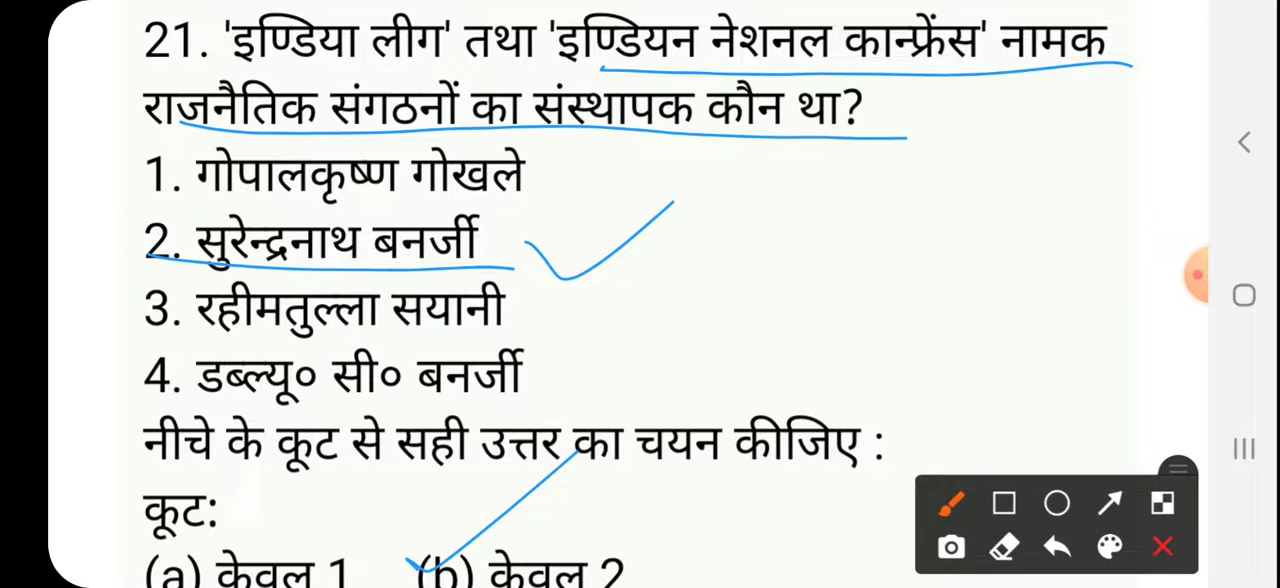 21. 'इण्डिया लीग' तथा 'इण्डियन नेशनल कान्फ्रेंस' नामक
राजनैतिक संगठनों का संस्थापक कौन था?
1. गोपालकृष्ण गोखले
2. सुरेन्द्रनाथ बनर्जी
3. रहीमतुल्ला सयानी
4. डब्ल्यू० सी० बनर्जी
नीचे के कूट से सही उत्तर का चयन कीजिए :
कूट:
(a) केवल 1 (b) केवल 2